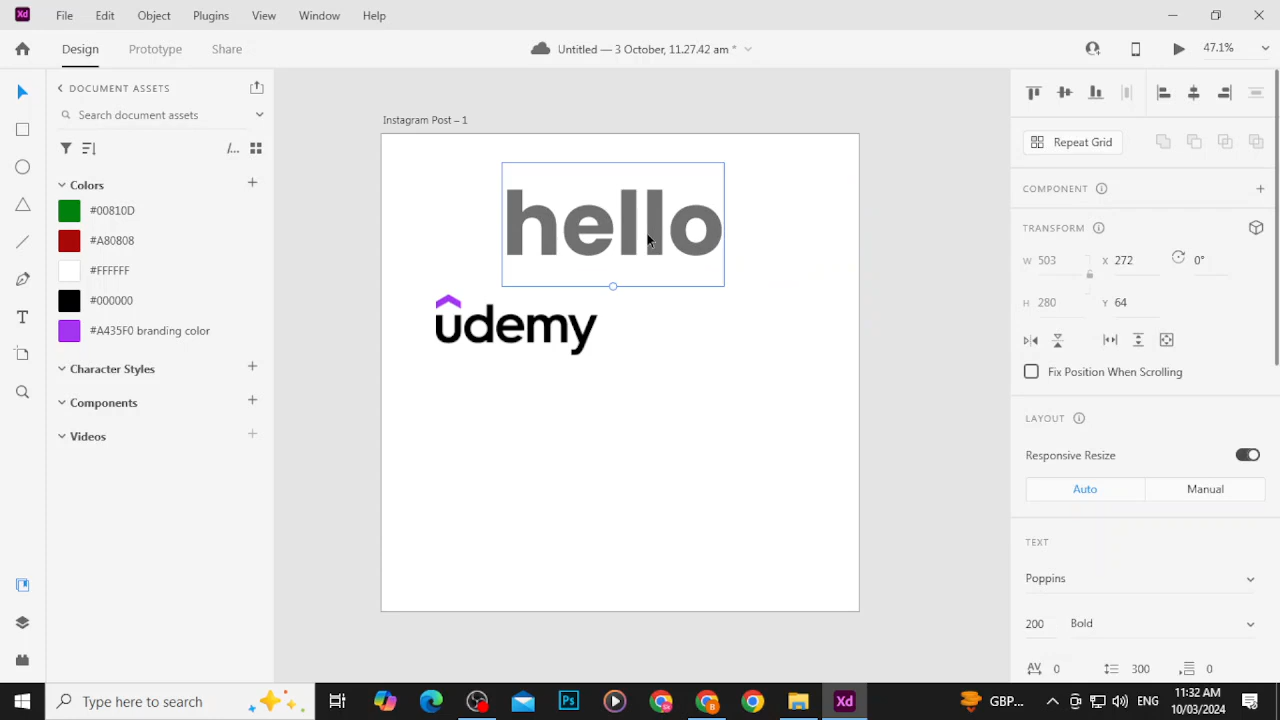 Xd File Edit Object Plugins View Window Help
Design Prototype Share Untitled — 3 October, 11.27.42 am * 47.1%
DOCUMENT ASSETS
Search document assets
/...
Colors
#00810D
#A80808
#FFFFFF
#000000
#A435F0 branding color
Character Styles
Components
Videos
Instagram Post – 1
hello
udemy
Repeat Grid
COMPONENT
TRANSFORM
W 503 X 272 0°
H 280 Y 64
Fix Position When Scrolling
LAYOUT
Responsive Resize
Auto Manual
TEXT
Poppins
200 Bold
AV 0 300 0
Type here to search
Ps Xd GBP... ENG 11:32 AM
10/03/2024